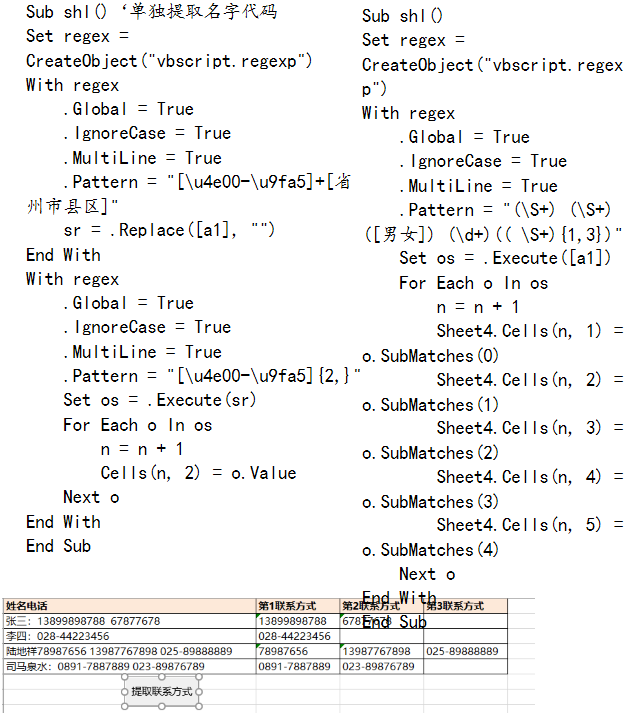 Sub shl() ‘单独提取名字代码
Set regex =
CreateObject("vbscript.regexp")
With regex
.Global = True
.IgnoreCase = True
.MultiLine = True
.Pattern = "[\u4e00-\u9fa5]+[省
州市县区]"
sr = .Replace([a1], "")
End With
With regex
.Global = True
.IgnoreCase = True
.MultiLine = True
.Pattern = "[\u4e00-\u9fa5]{2,}"
Set os = .Execute(sr)
For Each o In os
n = n + 1
Cells(n, 2) = o.Value
Next o
End With
End Sub
Sub shl()
Set regex =
CreateObject("vbscript.regex
p")
With regex
.Global = True
.IgnoreCase = True
.MultiLine = True
.Pattern = "(\S+) (\S+)
([男女]) (\d+)(( \S+){1,3})"
Set os = .Execute([a1])
For Each o In os
n = n + 1
Sheet4.Cells(n, 1) =
o.SubMatches(0)
Sheet4.Cells(n, 2) =
o.SubMatches(1)
Sheet4.Cells(n, 3) =
o.SubMatches(2)
Sheet4.Cells(n, 4) =
o.SubMatches(3)
Sheet4.Cells(n, 5) =
o.SubMatches(4)
Next o
End With
End Sub
姓名电话 第1联系方式 第2联系方式 第3联系方式
张三：13899898788 67877678 13899898788 67877678
李四：028-44223456 028-44223456
陆地祥78987656 13987767898 025-89888889 78987656 13987767898 025-89888889
司马泉水：0891-7887889 023-89876789 0891-7887889 023-89876789
提取联系方式